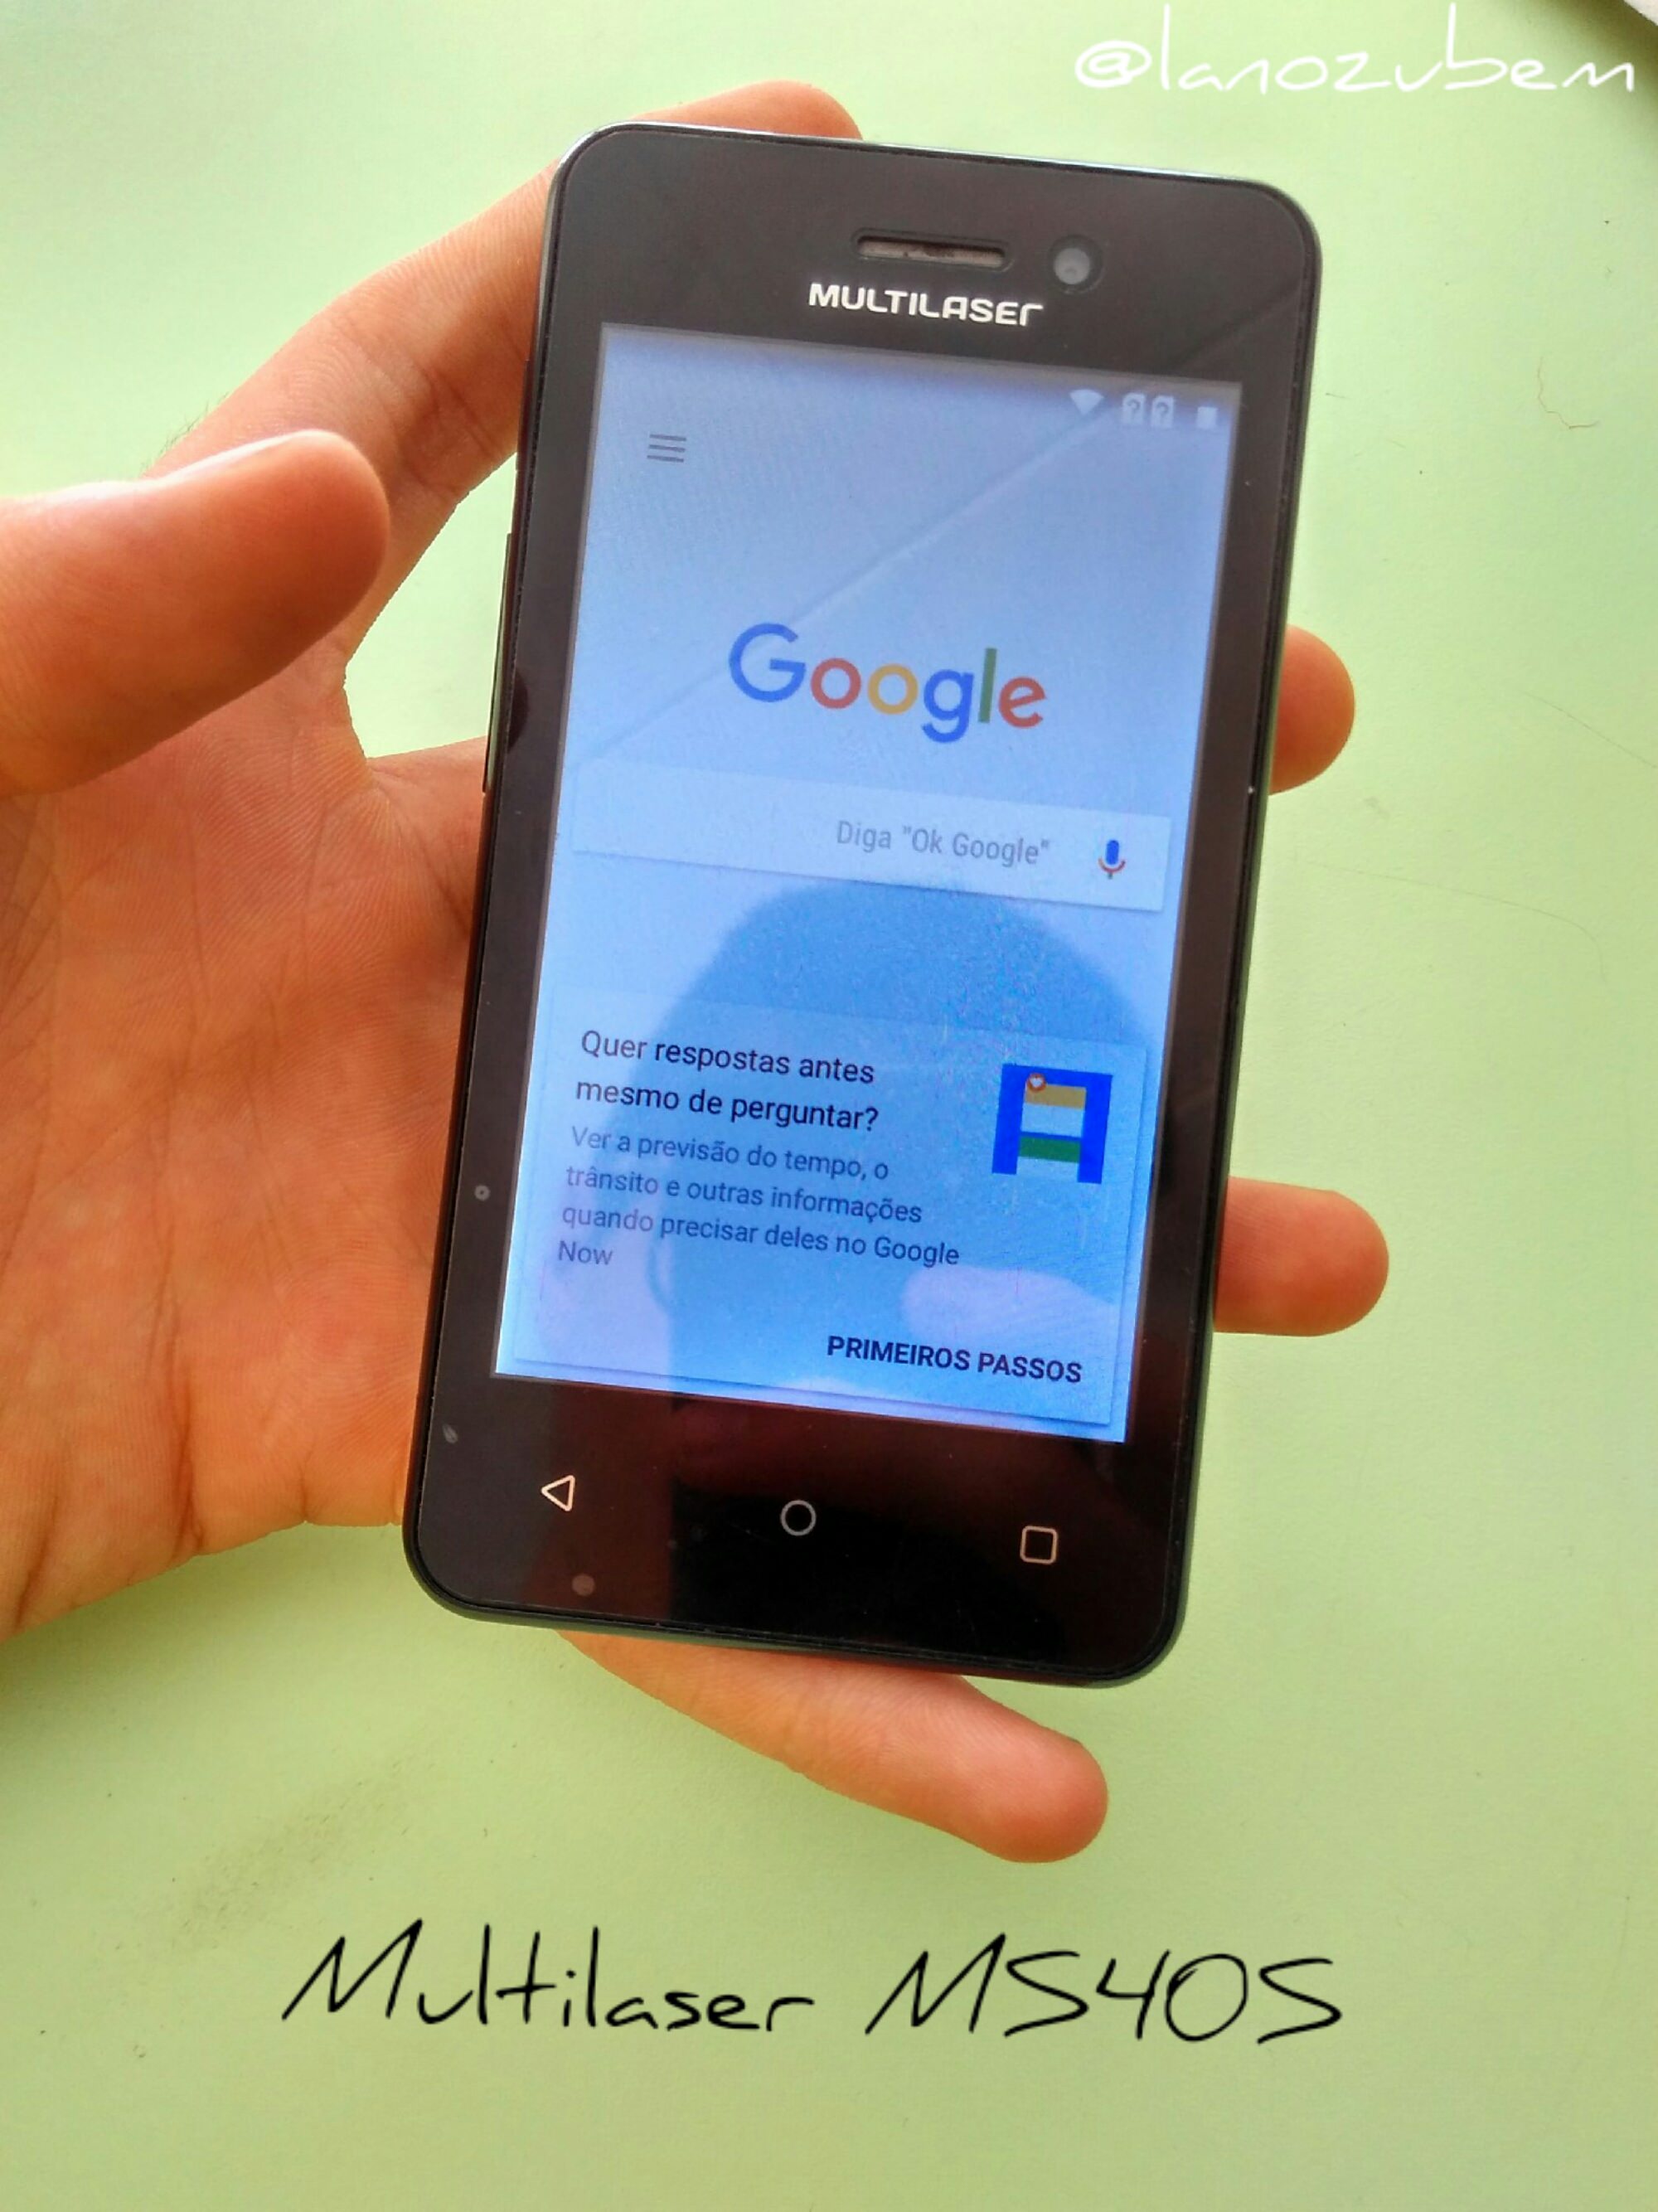 @lanozubem
MULTILASER
Google
Diga "Ok Google"
Quer respostas antes
mesmo de perguntar?
Ver a previsão do tempo, o
trânsito e outras informações
quando precisar deles no Google
Now
PRIMEIROS PASSOS
Multilaser MS40S